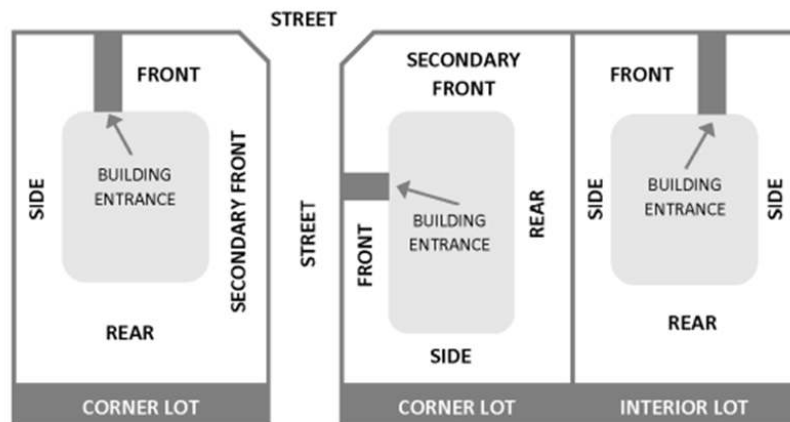 STREET
FRONT
SIDE
BUILDING
ENTRANCE
SECONDARY FRONT
REAR
CORNER LOT
STREET
SECONDARY
FRONT
FRONT
BUILDING
ENTRANCE
REAR
SIDE
CORNER LOT
FRONT
SIDE
BUILDING
ENTRANCE
SIDE
REAR
INTERIOR LOT